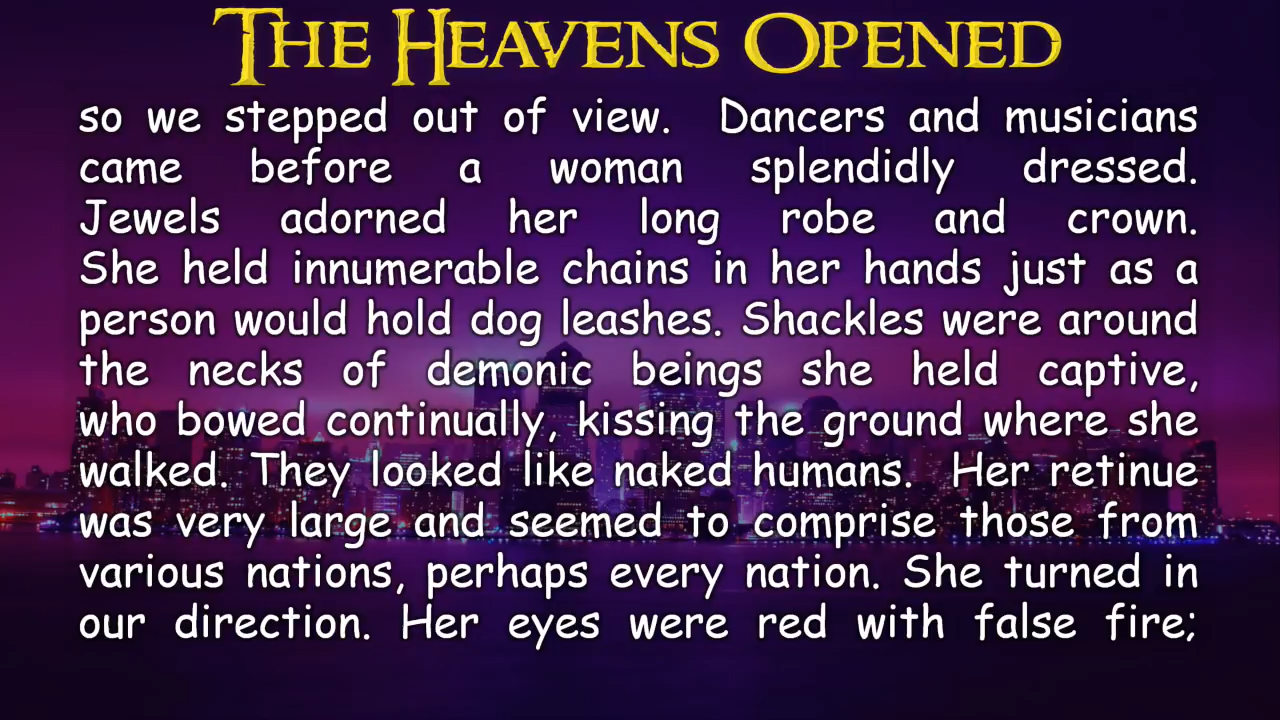 THE HEAVENS OPENED
so we stepped out of view. Dancers and musicians
came before a woman splendidly dressed.
Jewels adorned her long robe and crown.
She held innumerable chains in her hands just as a
person would hold dog leashes. Shackles were around
the necks of demonic beings she held captive,
who bowed continually, kissing the ground where she
walked. They looked like naked humans. Her retinue
was very large and seemed to comprise those from
various nations, perhaps every nation. She turned in
our direction. Her eyes were red with false fire;